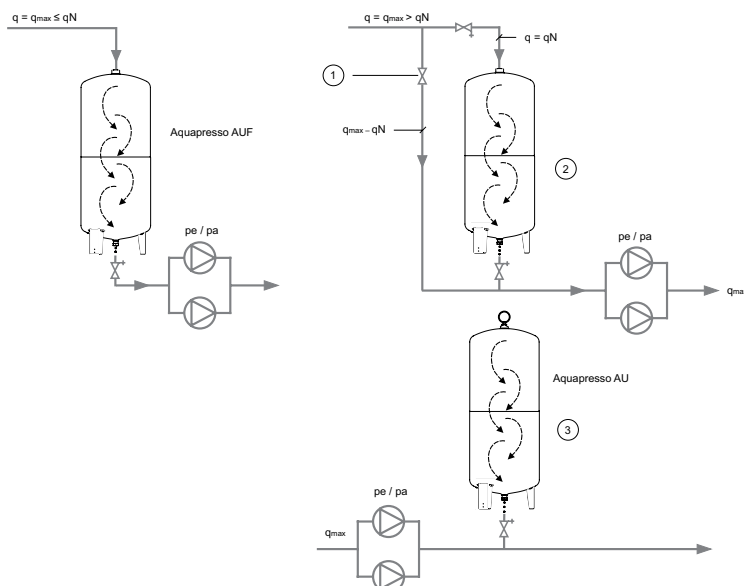 q = qmax ≤ qN
Aquapresso AUF
pe / pa
q = qmax > qN
q = qN
1
qmax – qN
2
pe / pa
qma
Aquapresso AU
3
pe / pa
qmax